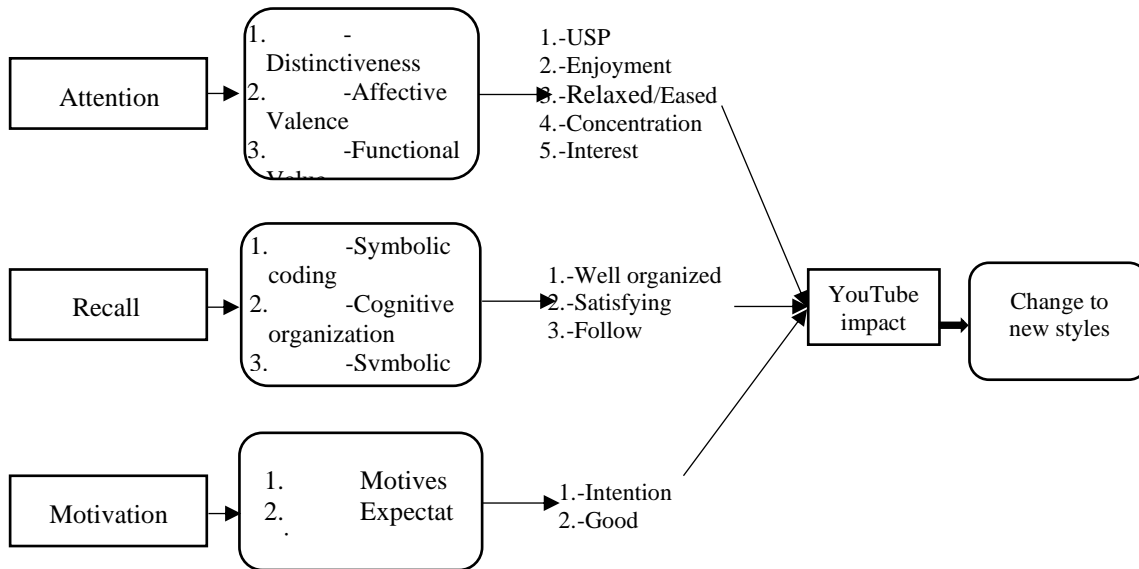 Attention
1. -
Distinctiveness
2. -Affective
Valence
3. -Functional
Value
1.-USP
2.-Enjoyment
3.-Relaxed/Eased
4.-Concentration
5.-Interest
Recall
1. -Symbolic
coding
2. -Cognitive
organization
3. -Symbolic
1.-Well organized
2.-Satisfying
3.-Follow
Motivation
1. Motives
2. Expectat
1.-Intention
2.-Good
YouTube
impact
Change to
new styles